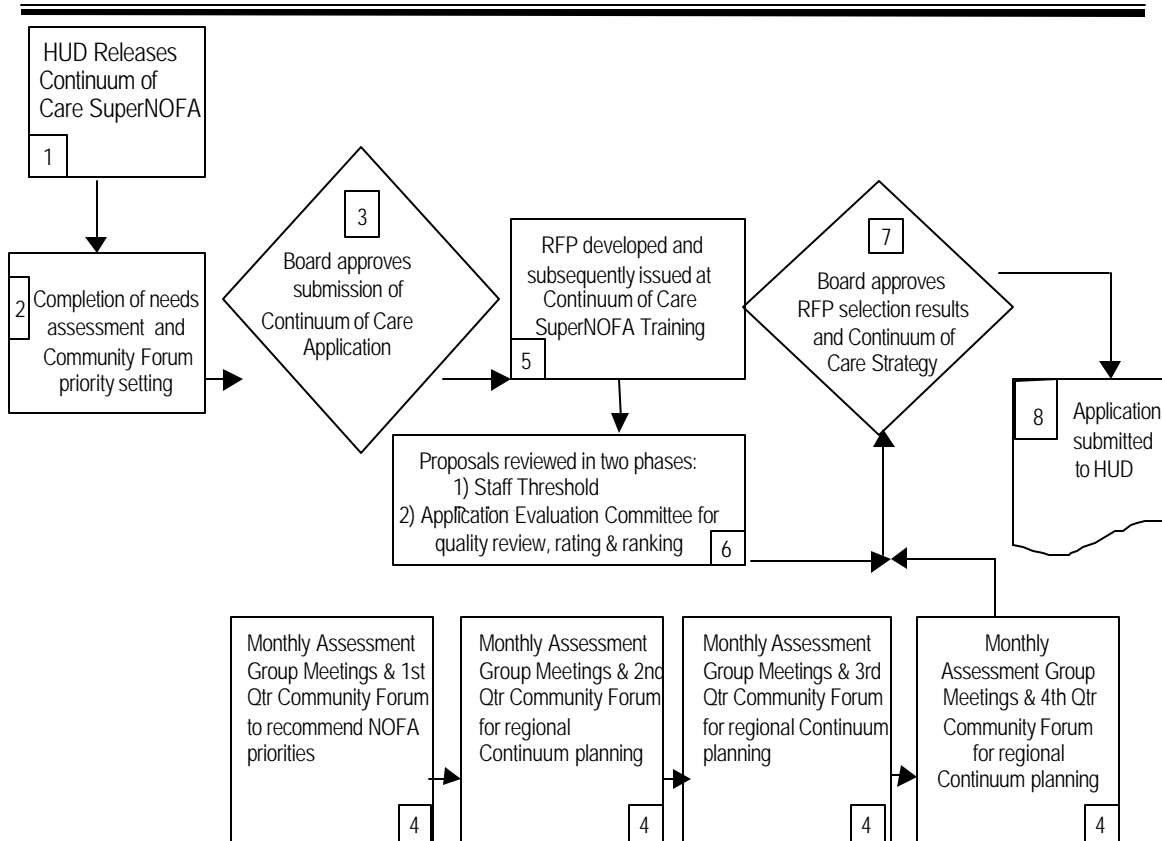 HUD Releases
Continuum of
Care SuperNOFA
1
2
Completion of needs
assessment and
Community Forum
priority setting
3
Board approves
submission of
Continuum of Care
Application
RFP developed and
subsequently issued at
Continuum of Care
SuperNOFA Training
5
Proposals reviewed in two phases:
1) Staff Threshold
2) Application Evaluation Committee for
quality review, rating & ranking
6
7
Board approves
RFP selection results
and Continuum of
Care Strategy
8
Application
submitted
to HUD
Monthly Assessment
Group Meetings & 1st
Qtr Community Forum
to recommend NOFA
priorities
4
Monthly Assessment
Group Meetings & 2nd
Qtr Community Forum
for regional
Continuum planning
4
Monthly Assessment
Group Meetings & 3rd
Qtr Community Forum
for regional Continuum
planning
4
Monthly
Assessment Group
Meetings & 4th Qtr
Community Forum
for regional
Continuum planning
4